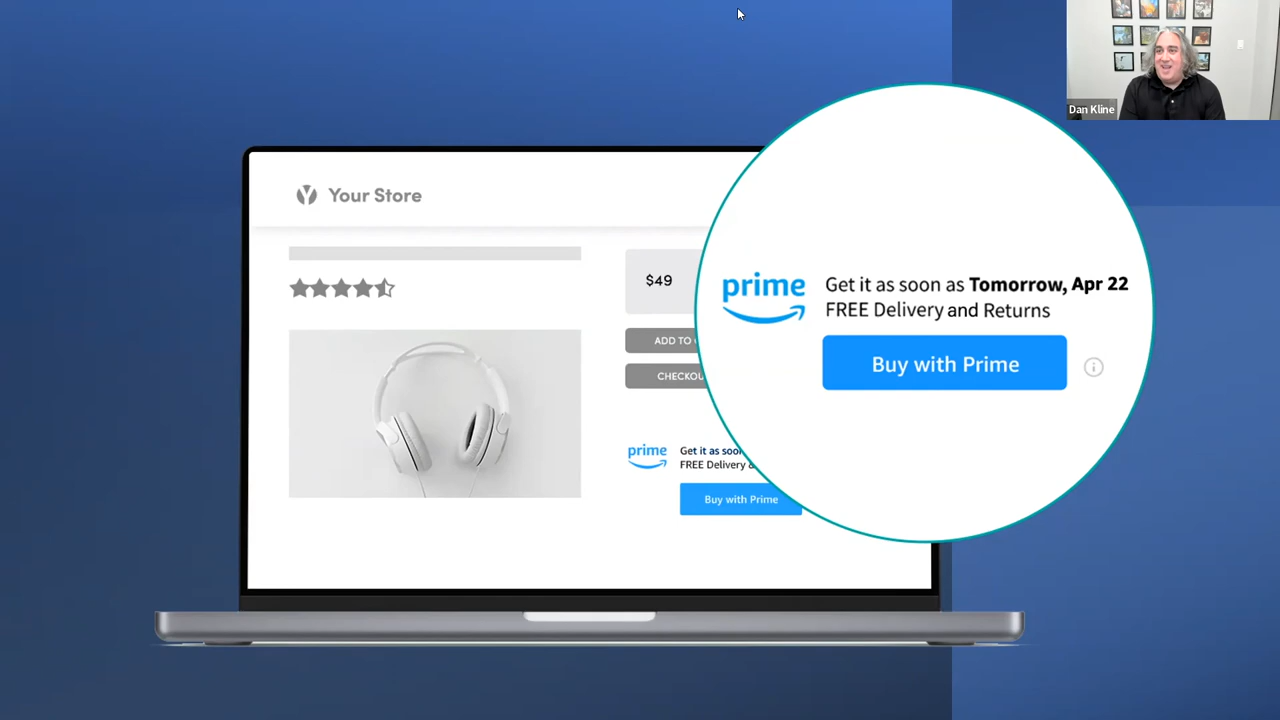 Dan Kline
Your Store
$49
ADD TO
CHECKOU
prime
Get it as soo
FREE Delivery
Buy with Prime
prime
Get it as soon as Tomorrow, Apr 22
FREE Delivery and Returns
Buy with Prime